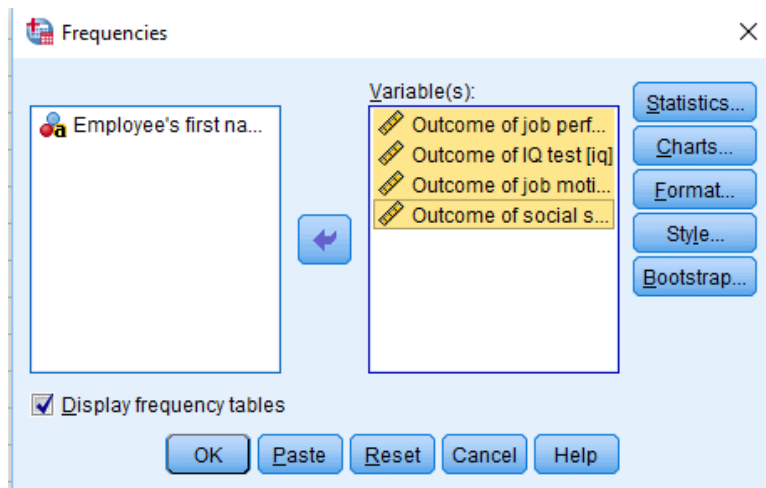 Frequencies
Variable(s):
Employee's first na...
Outcome of job perf...
Outcome of IQ test [iq]
Outcome of job moti...
Outcome of social s...
Statistics...
Charts...
Format...
Style...
Bootstrap...
Display frequency tables
OK
Paste
Reset
Cancel
Help